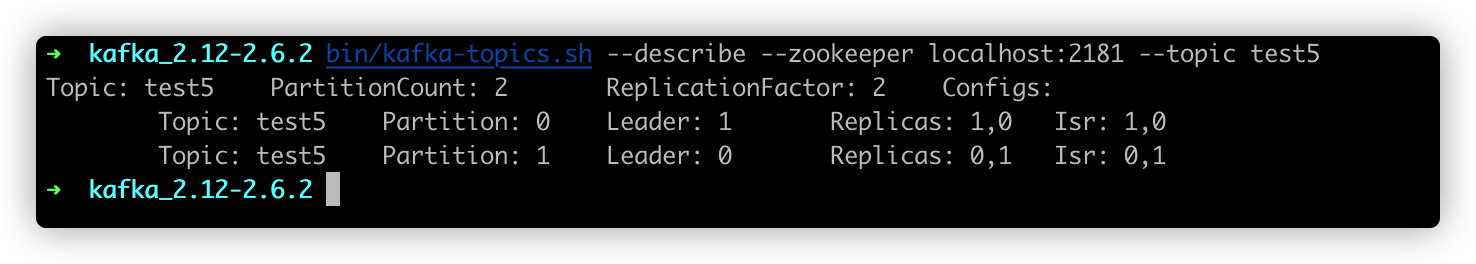 ➜  kafka_2.12-2.6.2 bin/kafka-topics.sh --describe --zookeeper localhost:2181 --topic test5
Topic: test5    PartitionCount: 2       ReplicationFactor: 2    Configs:
        Topic: test5    Partition: 0    Leader: 1       Replicas: 1,0   Isr: 1,0
        Topic: test5    Partition: 1    Leader: 0       Replicas: 0,1   Isr: 0,1
➜  kafka_2.12-2.6.2